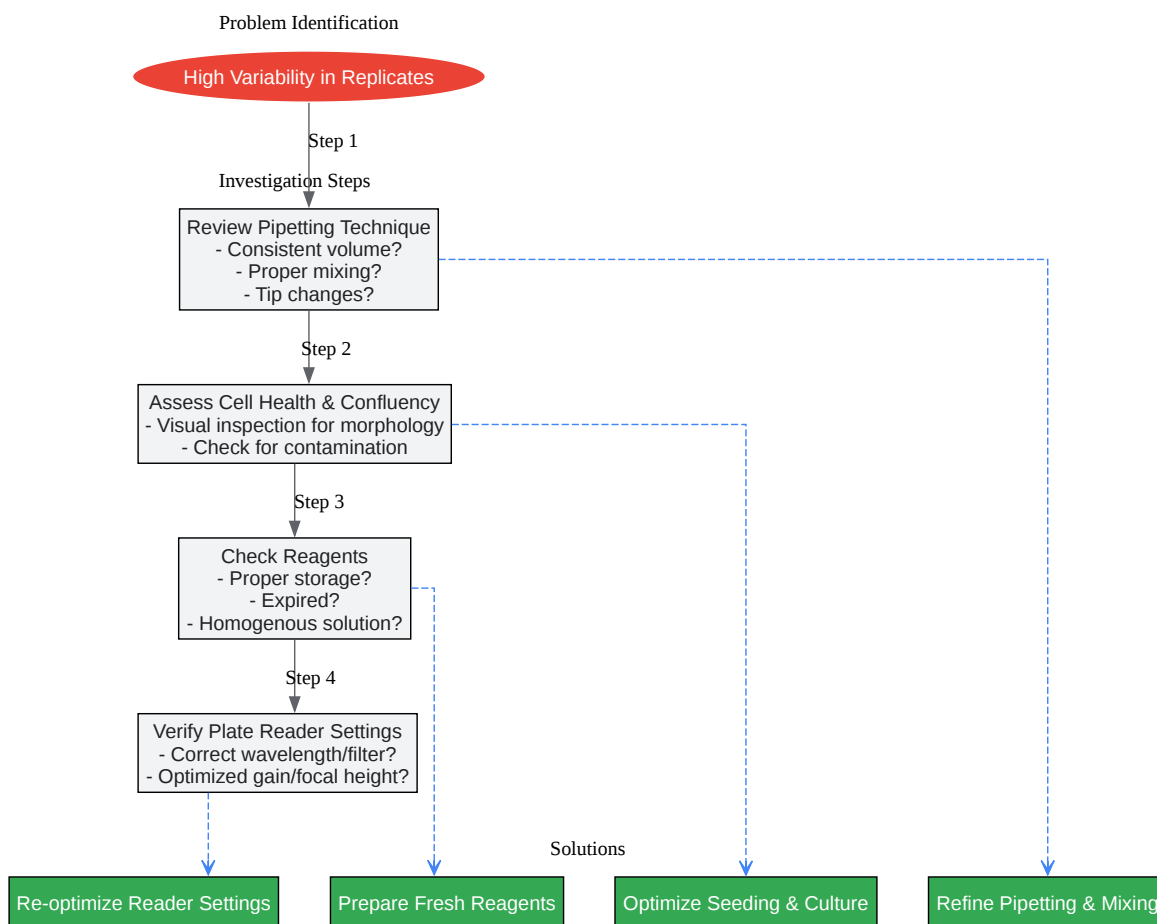 Problem Identification
High Variability in Replicates
Step 1
Investigation Steps
Review Pipetting Technique
- Consistent volume?
- Proper mixing?
- Tip changes?
Step 2
Assess Cell Health & Confluency
- Visual inspection for morphology
- Check for contamination
Step 3
Check Reagents
- Proper storage?
- Expired?
- Homogenous solution?
Step 4
Verify Plate Reader Settings
- Correct wavelength/filter?
- Optimized gain/focal height?
Solutions
Re-optimize Reader Settings
Prepare Fresh Reagents
Optimize Seeding & Culture
Refine Pipetting & Mixing